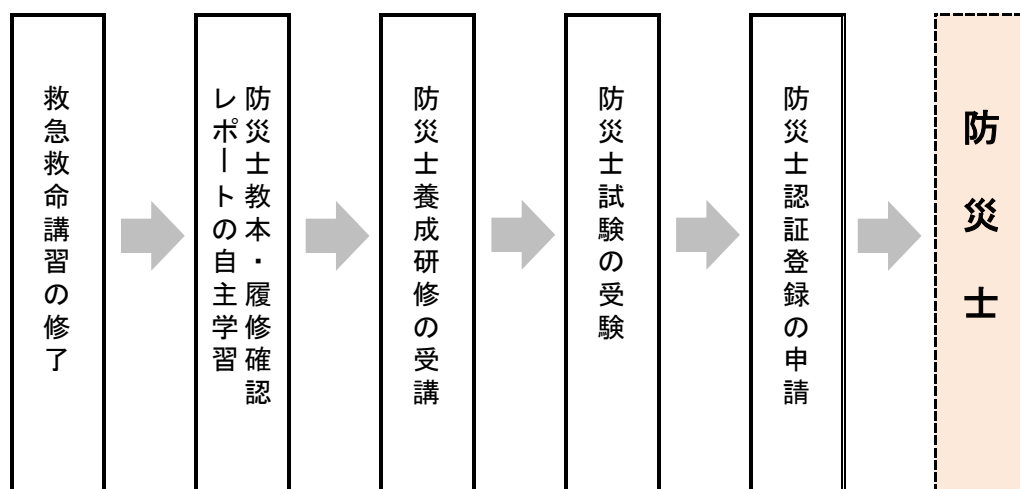 救急救命講習の修了
防災士教本・履修確認
レポートの自主学習
防災士養成研修の受講
防災士試験の受験
防災士認証登録の申請
防災士